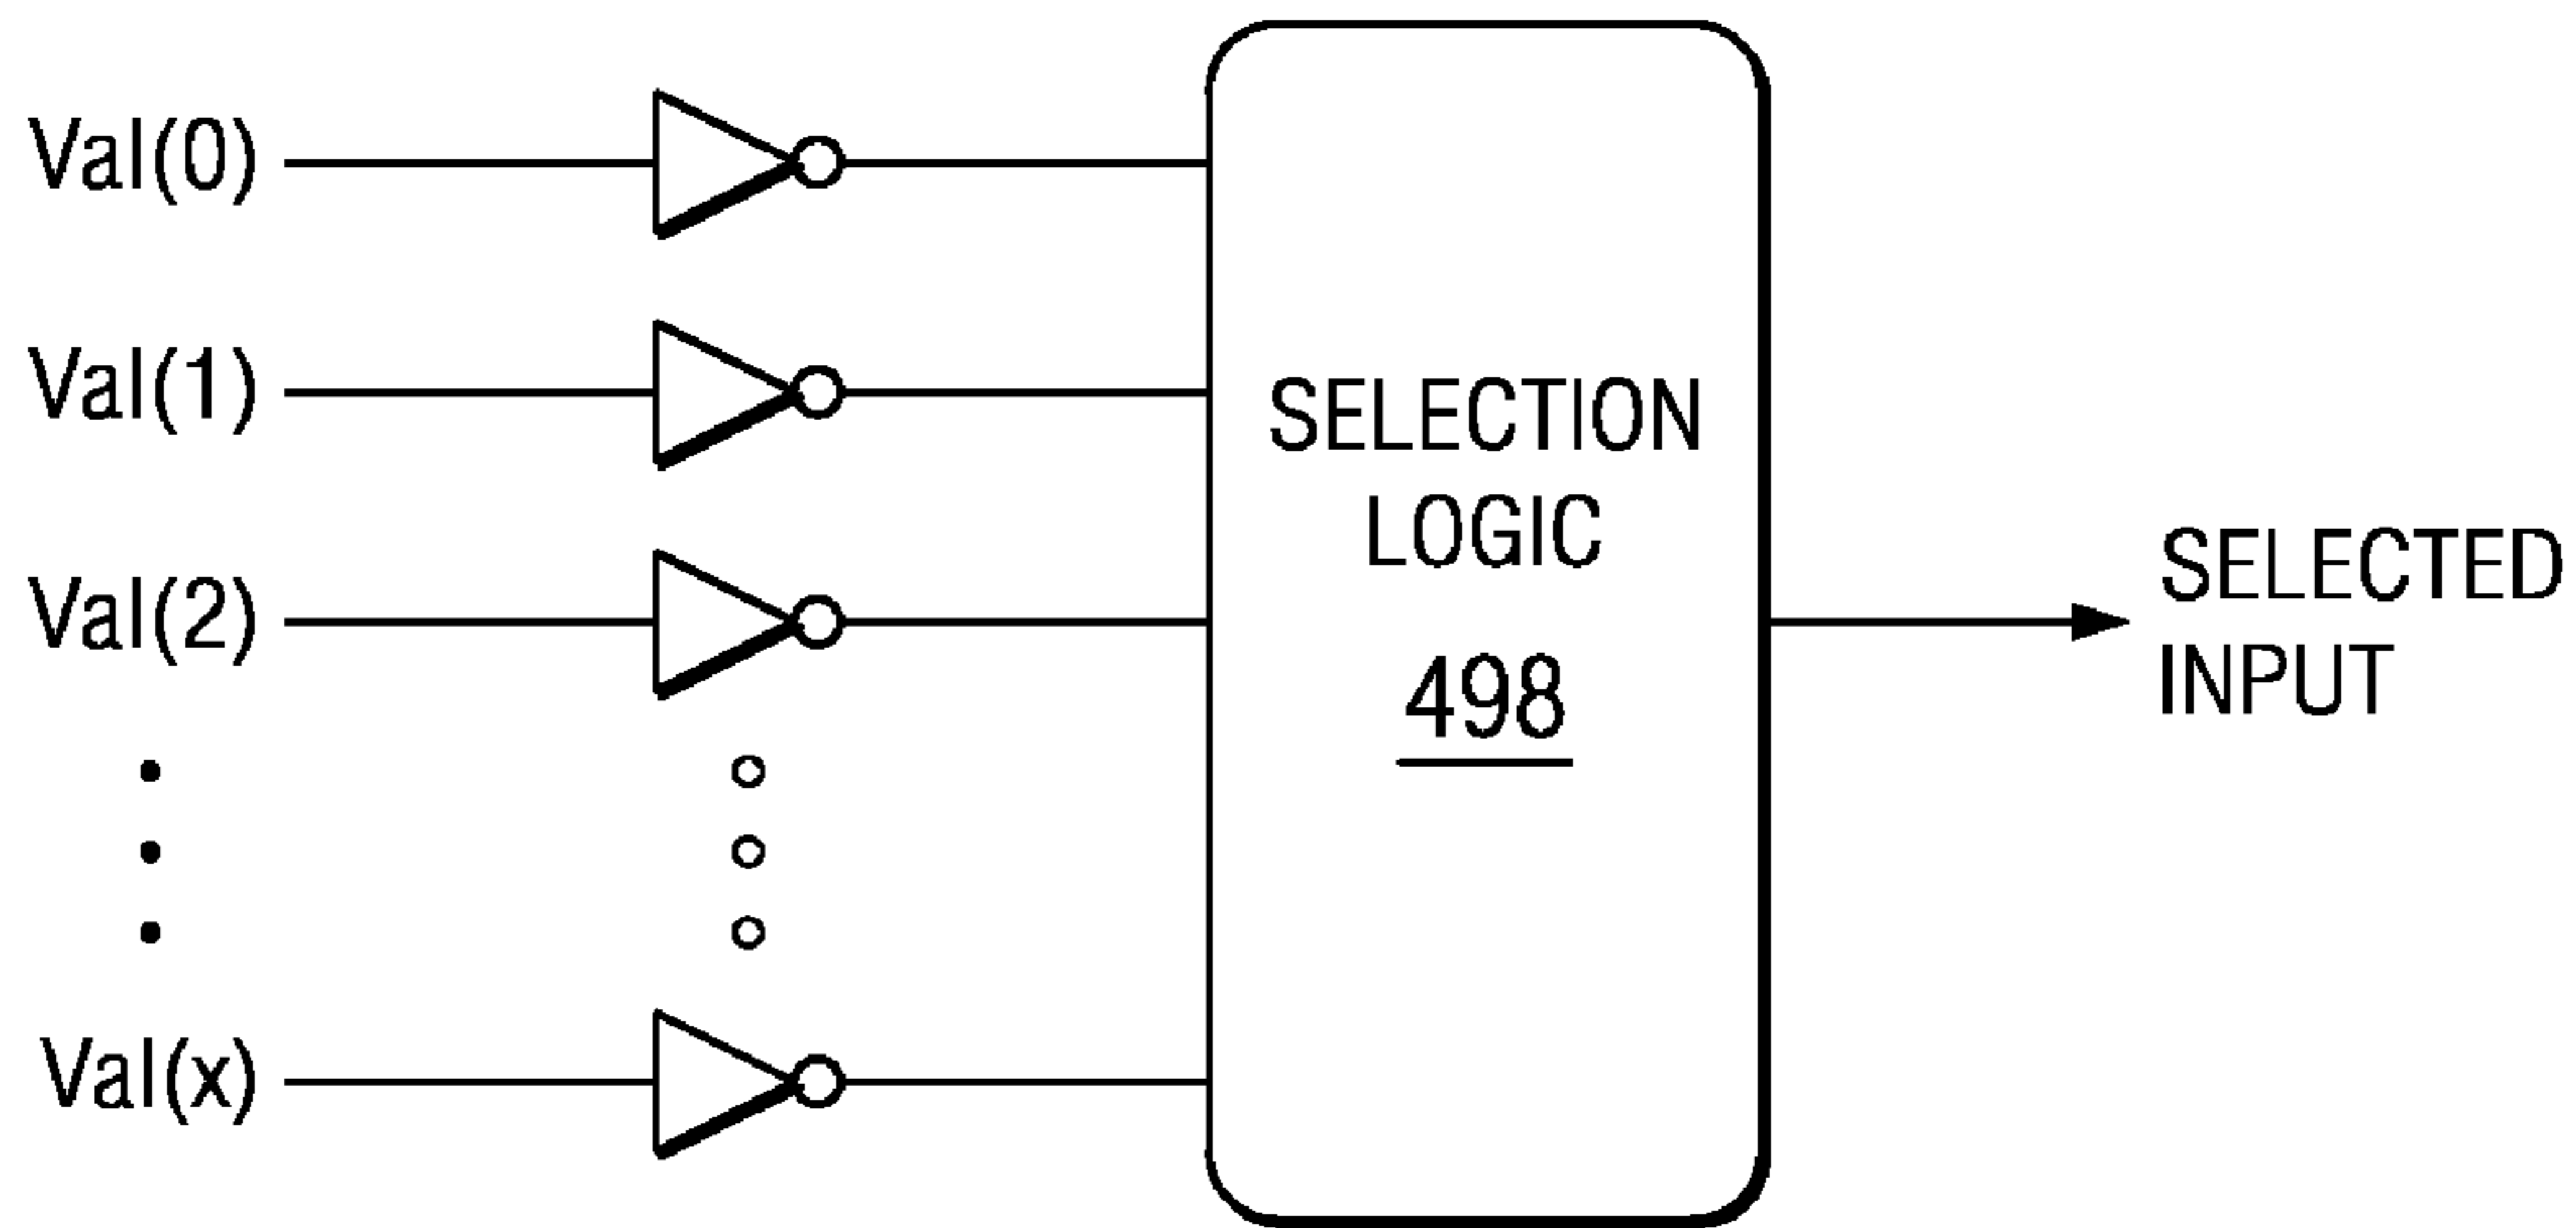 Val(0)
Val(1)
Val(2)
Val(x)
SELECTION
LOGIC
498
SELECTED
INPUT